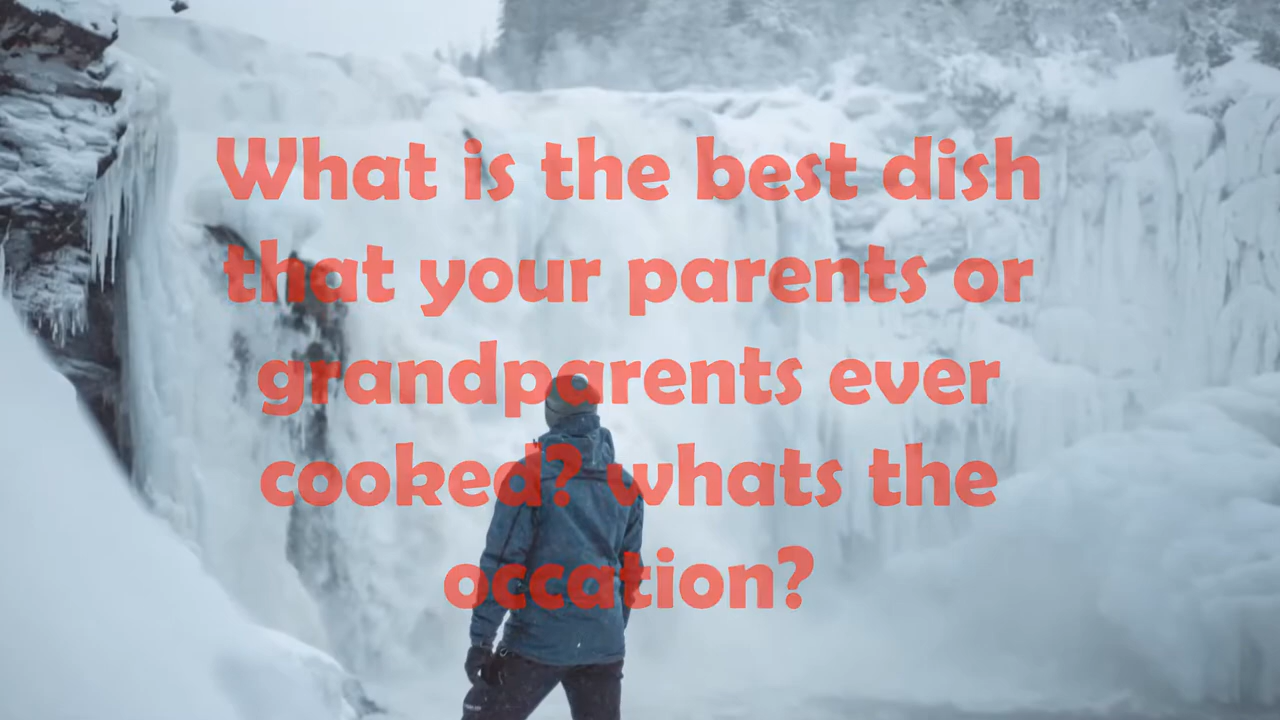 What is the best dish
that your parents or
grandparents ever
cooked? whats the
occation?